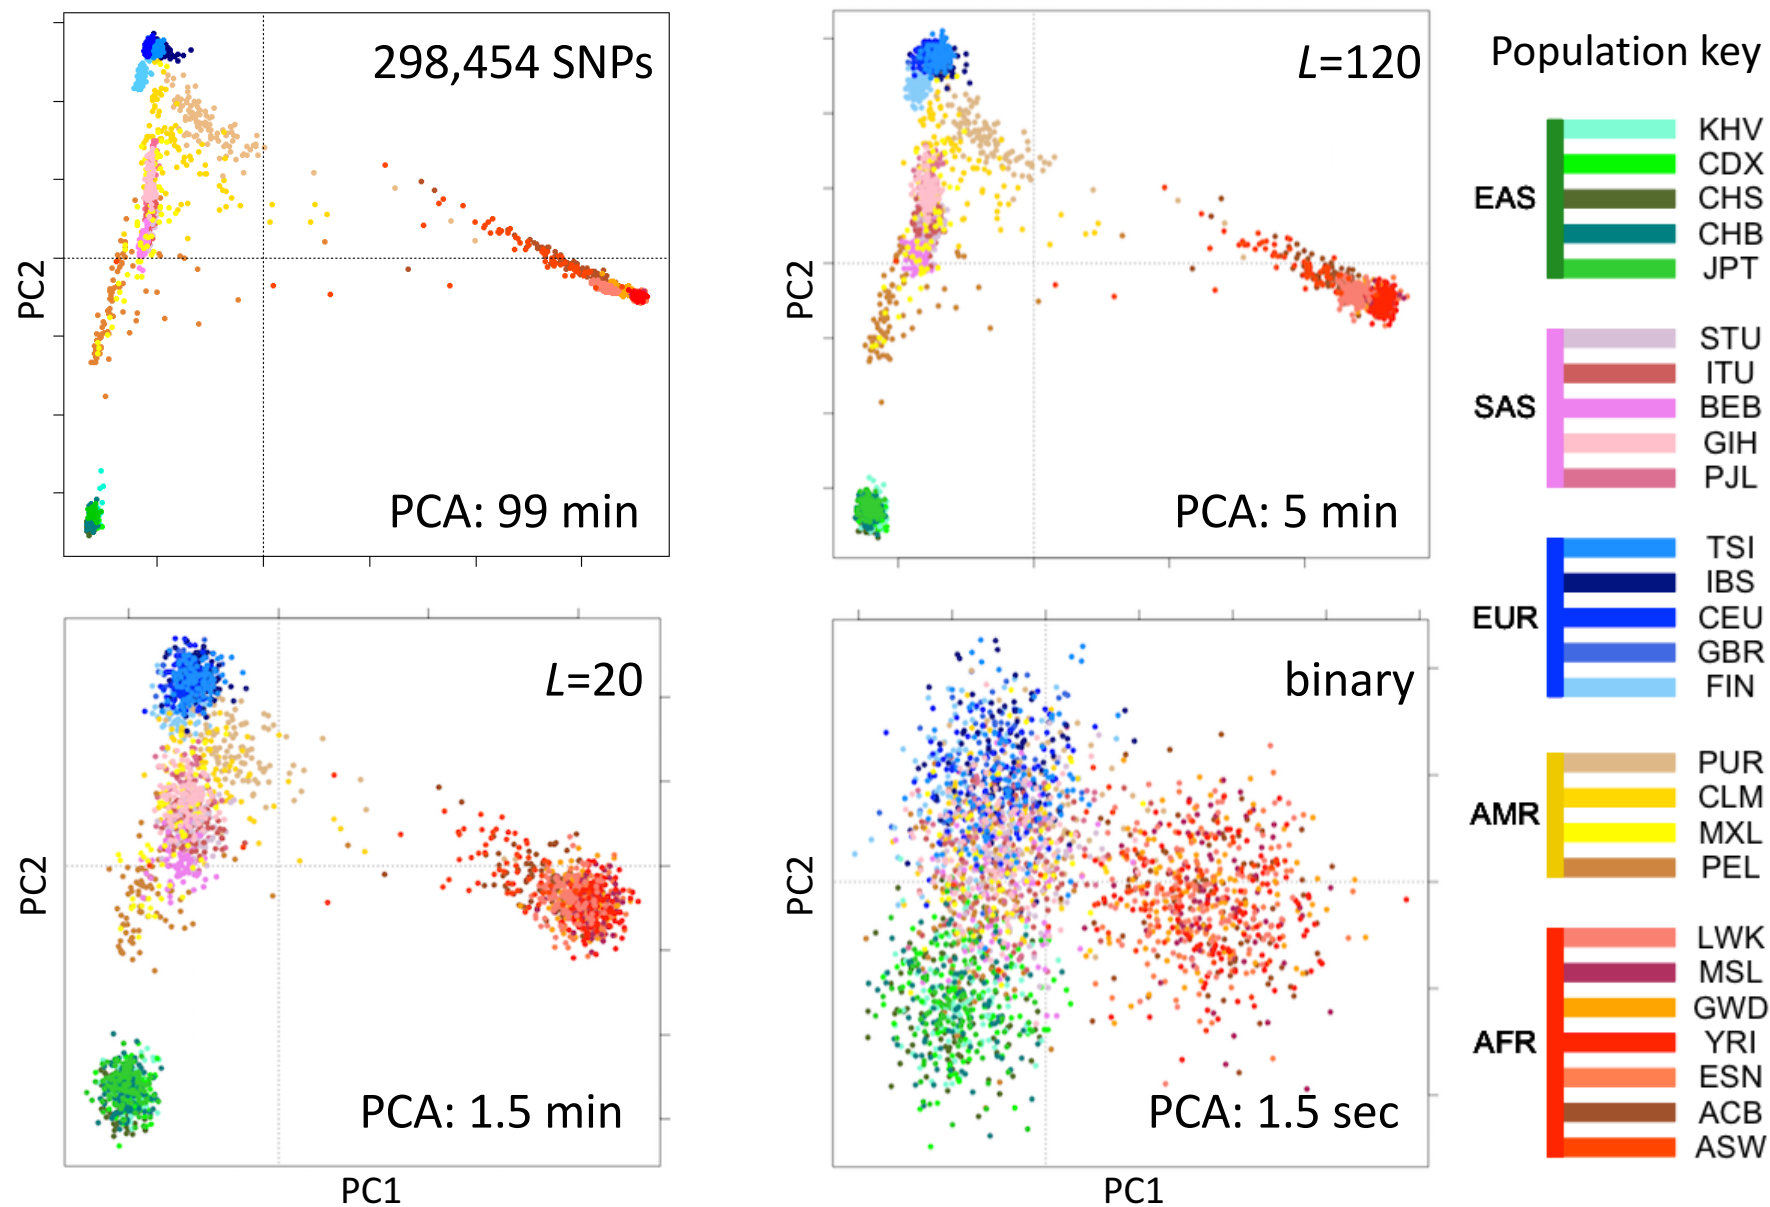 298,454 SNPs
PC2
PCA: 99 min
L=120
PC2
PCA: 5 min
L=20
PC2
PCA: 1.5 min
PC1
binary
PC2
PCA: 1.5 sec
PC1
Population key
EAS
KHV
CDX
CHS
CHB
JPT
SAS
STU
ITU
BEB
GIH
PJL
EUR
TSI
IBS
CEU
GBR
FIN
AMR
PUR
CLM
MXL
PEL
AFR
LWK
MSL
GWD
YRI
ESN
ACB
ASW